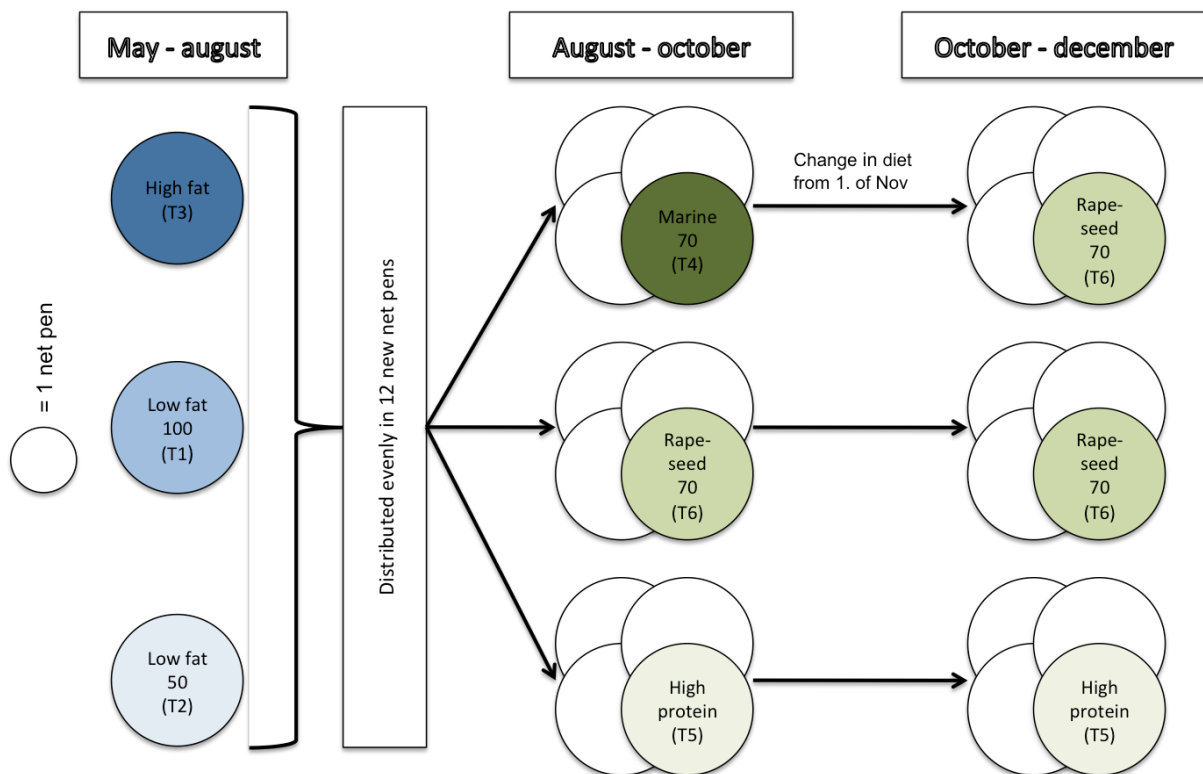 May - august
August - october
October - december
High fat
(T3)
Low fat
100
(T1)
Low fat
50
(T2)
= 1 net pen
Distributed evenly in 12 new net pens
Marine
70
(T4)
Change in diet
from 1. of Nov
Rape-
seed
70
(T6)
Rape-
seed
70
(T6)
Rape-
seed
70
(T6)
High
protein
(T5)
High
protein
(T5)